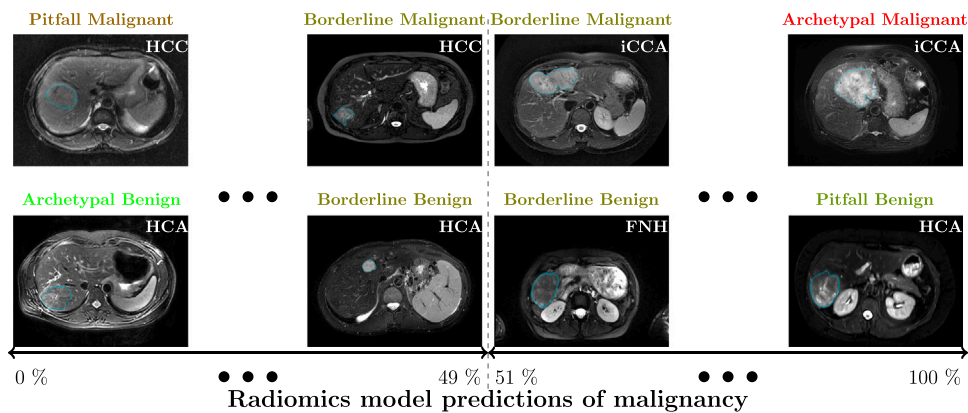 Pitfall Malignant
Borderline Malignant
Borderline Malignant
Archetypal Malignant
HCC
HCC
iCCA
iCCA
Archetypal Benign
Borderline Benign
Borderline Benign
Pitfall Benign
HCA
HCA
FNH
HCA
0 %
49 %
51 %
100 %
Radiomics model predictions of malignancy